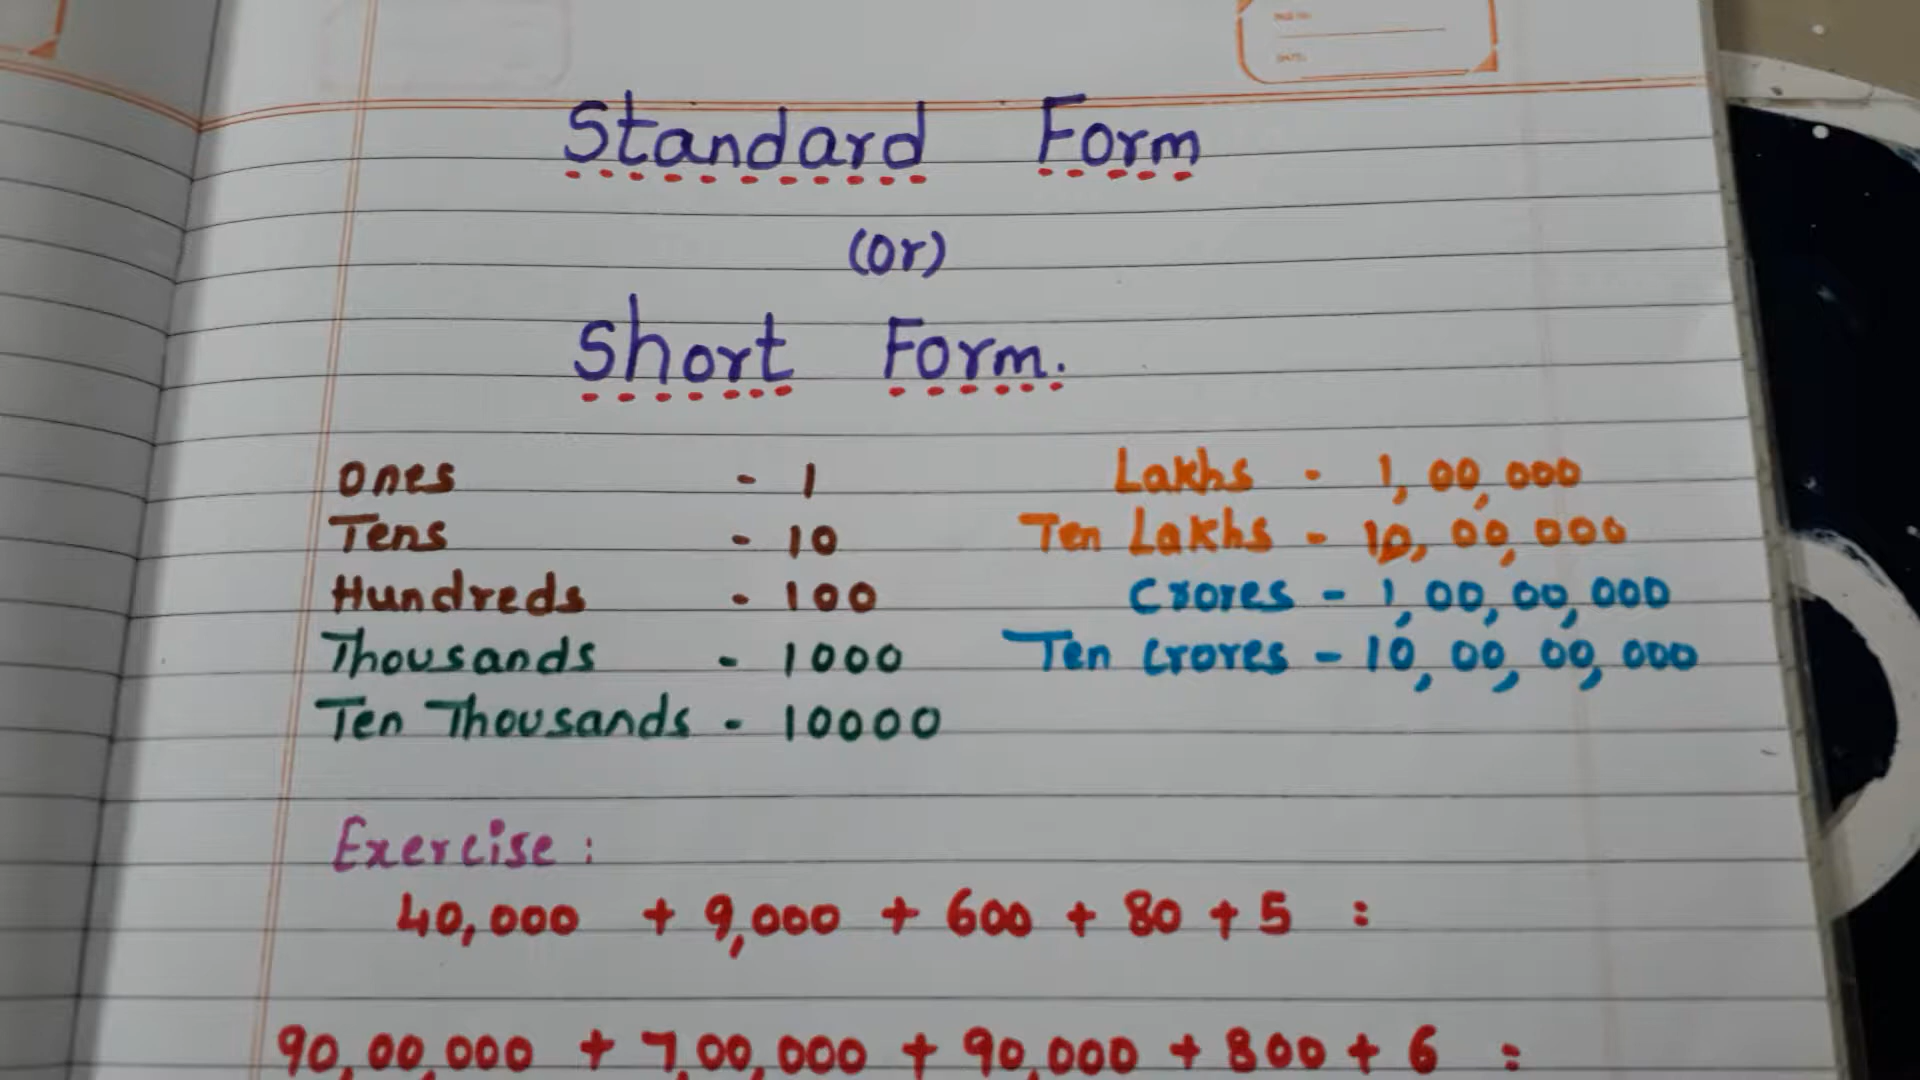 Standard Form
(or)
Short Form.
Ones - 1
Tens - 10
Hundreds - 100
Thousands - 1000
Ten Thousands - 10000
Lakhs - 1,00,000
Ten Lakhs - 10,00,000
Crores - 1,00,00,000
Ten Crores - 10,00,00,000
Exercise:
40,000 + 9,000 + 600 + 80 + 5 =
90,00,000 + 7,00,000 + 90,000 + 800 + 6 =